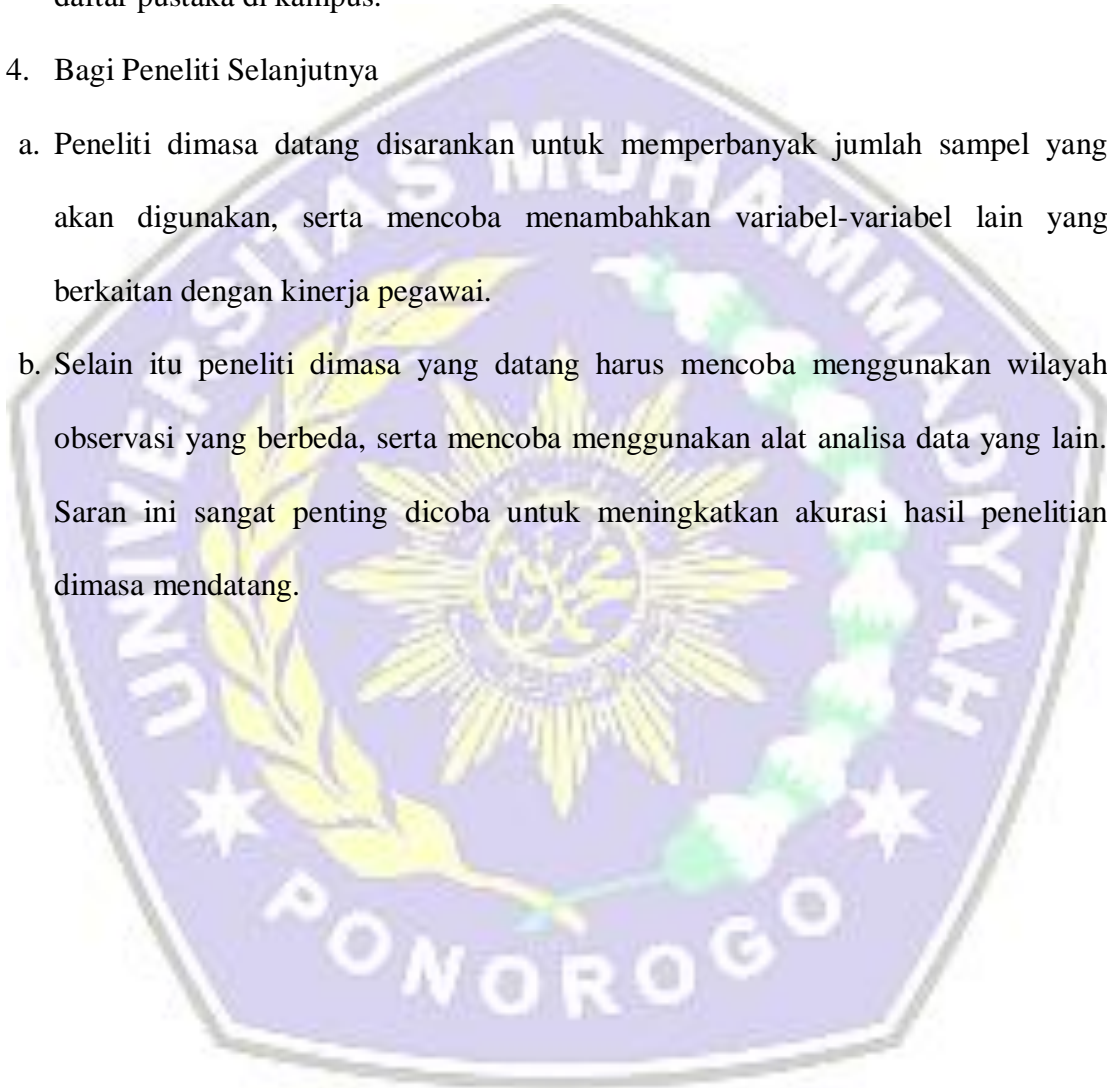 daftar pustaka di kampus.
4. Bagi Peneliti Selanjutnya
a. Peneliti dimasa datang disarankan untuk memperbanyak jumlah sampel yang
akan digunakan, serta mencoba menambahkan variabel-variabel lain yang
berkaitan dengan kinerja pegawai.
b. Selain itu peneliti dimasa yang datang harus mencoba menggunakan wilayah
observasi yang berbeda, serta mencoba menggunakan alat analisa data yang lain.
Saran ini sangat penting dicoba untuk meningkatkan akurasi hasil penelitian
dimasa mendatang.
UNIVERSITAS MUHAMMADIYAH
PONOROGO